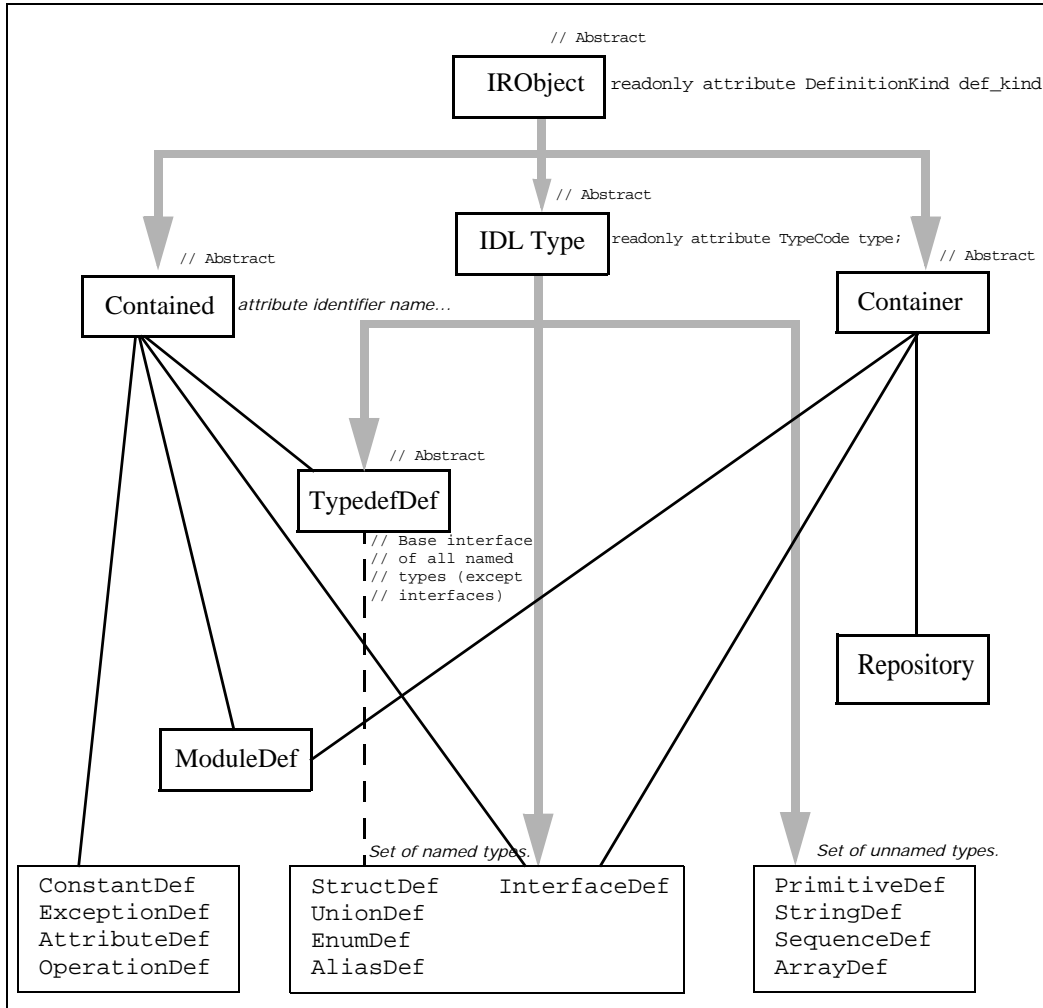 // Abstract
IRObject
readonly attribute DefinitionKind def_kind
// Abstract
IDL Type
readonly attribute TypeCode type;
// Abstract
Contained
attribute identifier name...
// Abstract
Container
// Abstract
TypedefDef
// Base interface
// of all named
// types (except
// interfaces)
Repository
ModuleDef
Set of named types.
Set of unnamed types.
ConstantDef
ExceptionDef
AttributeDef
OperationDef
StructDef InterfaceDef
UnionDef
EnumDef
AliasDef
PrimitiveDef
StringDef
SequenceDef
ArrayDef